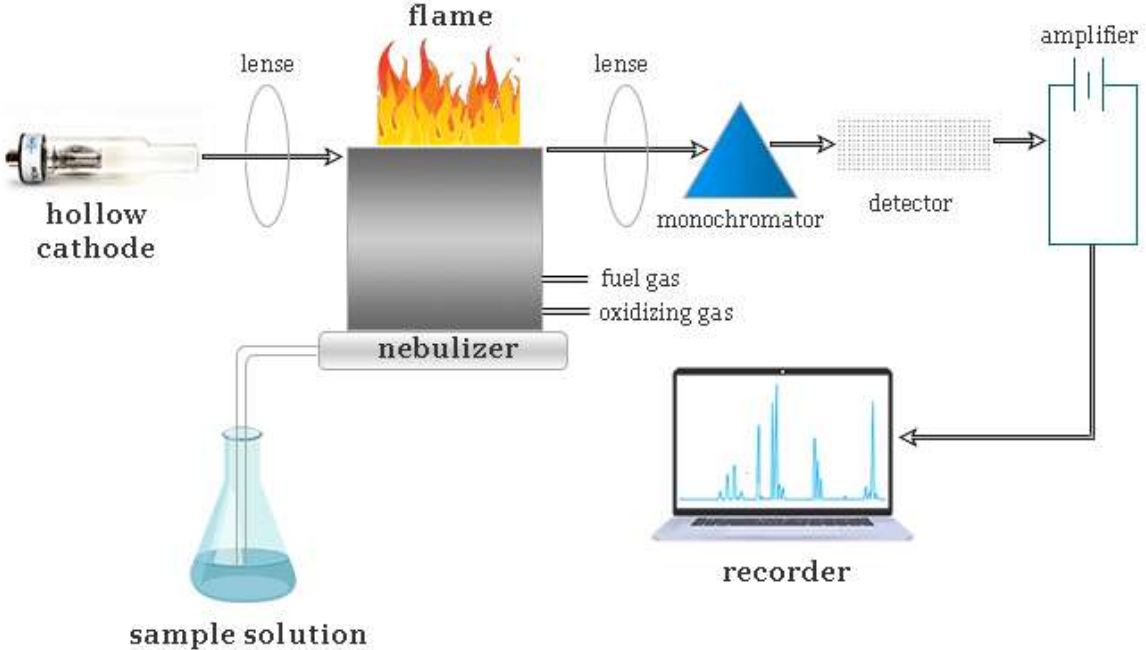 flame
lense
lense
amplifier
hollow
cathode
monochromator
detector
fuel gas
oxidizing gas
nebulizer
recorder
sample solution